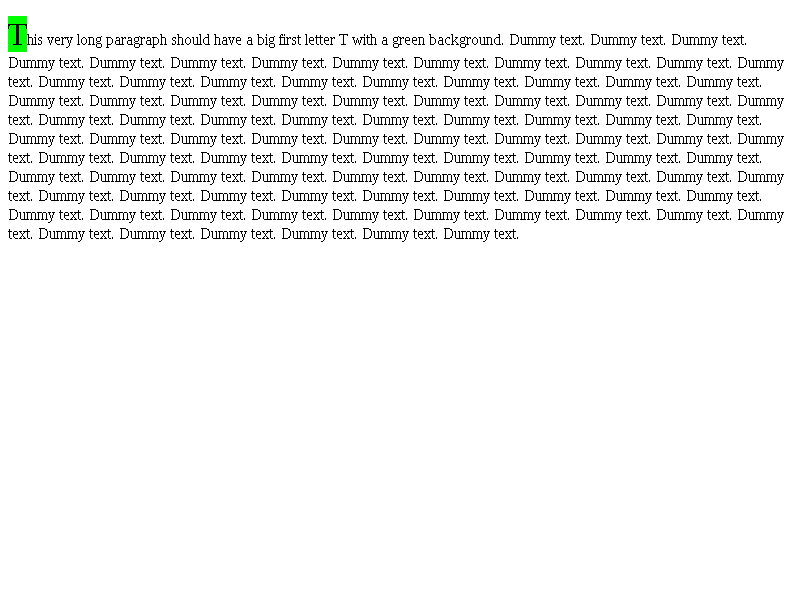 This very long paragraph should have a big first letter T with a green background. Dummy text. Dummy text. Dummy text.
Dummy text. Dummy text. Dummy text. Dummy text. Dummy text. Dummy text. Dummy text. Dummy text. Dummy text. Dummy
text. Dummy text. Dummy text. Dummy text. Dummy text. Dummy text. Dummy text. Dummy text. Dummy text. Dummy text.
Dummy text. Dummy text. Dummy text. Dummy text. Dummy text. Dummy text. Dummy text. Dummy text. Dummy text. Dummy
text. Dummy text. Dummy text. Dummy text. Dummy text. Dummy text. Dummy text. Dummy text. Dummy text. Dummy text.
Dummy text. Dummy text. Dummy text. Dummy text. Dummy text. Dummy text. Dummy text. Dummy text. Dummy text. Dummy
text. Dummy text. Dummy text. Dummy text. Dummy text. Dummy text. Dummy text. Dummy text. Dummy text. Dummy text.
Dummy text. Dummy text. Dummy text. Dummy text. Dummy text. Dummy text. Dummy text. Dummy text. Dummy text. Dummy
text. Dummy text. Dummy text. Dummy text. Dummy text. Dummy text. Dummy text. Dummy text. Dummy text. Dummy text.
Dummy text. Dummy text. Dummy text. Dummy text. Dummy text. Dummy text. Dummy text. Dummy text. Dummy text. Dummy
text. Dummy text. Dummy text. Dummy text. Dummy text. Dummy text. Dummy text.